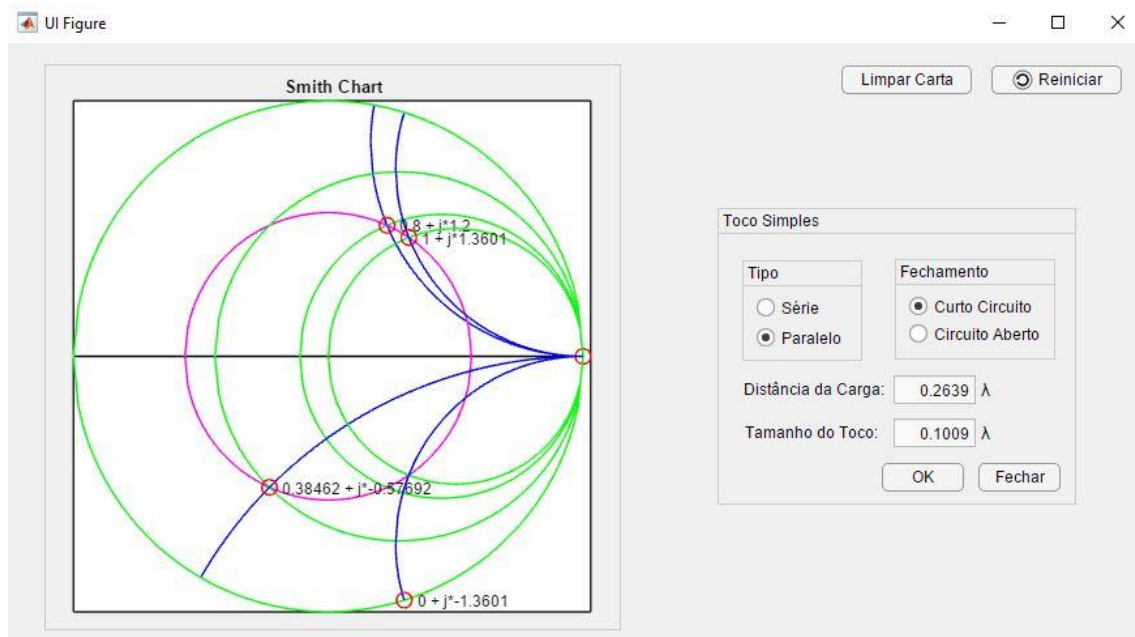 UI Figure
Limpar Carta
Reiniciar
Smith Chart
0.8 + j*1.2
1 + j*1.3601
0.38462 + j*-0.57692
0 + j*-1.3601
Toco Simples
Tipo
Série
Paralelo
Fechamento
Curto Circuito
Circuito Aberto
Distância da Carga: 0.2639 λ
Tamanho do Toco: 0.1009 λ
OK Fechar